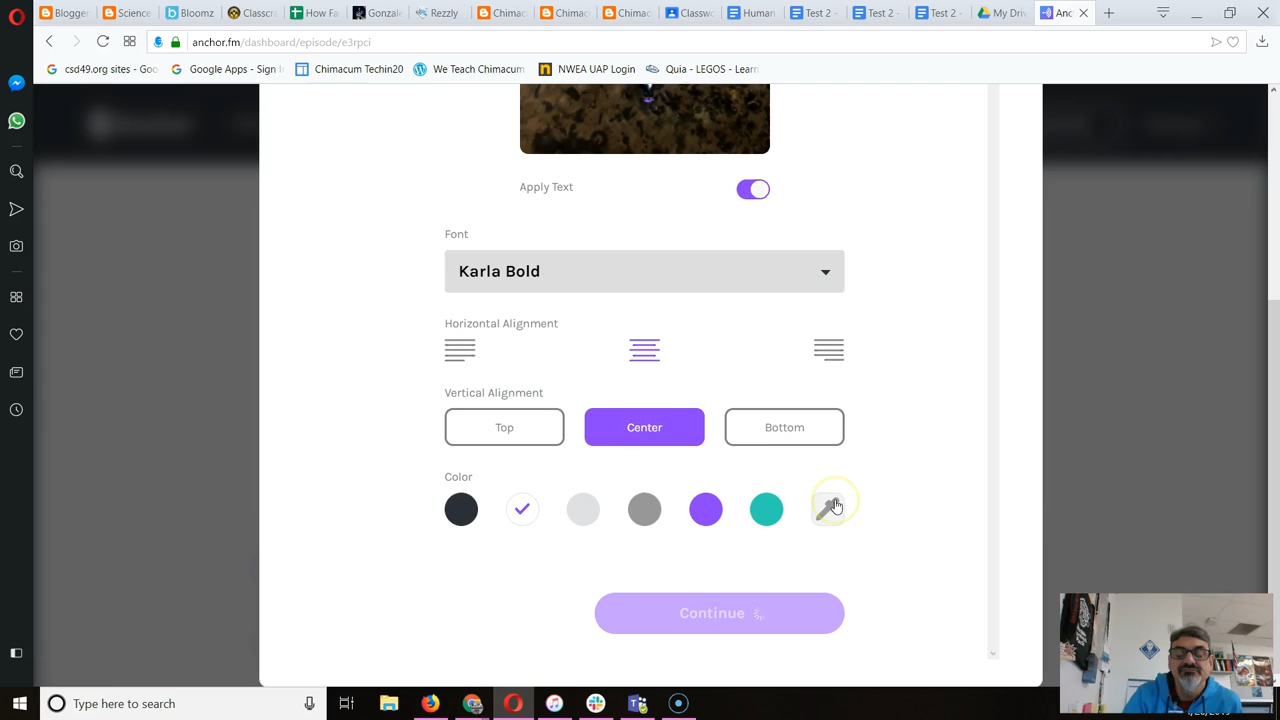 Blogger
Science
Bloomz
Classcra
How Fa
Gonzale
Rezzly
Chimac
Chimac
Chimac
Classw
Human
Test 2 -
Test 2 -
Test 2 -
My Driv
Anch
anchor.fm/dashboard/episode/e3rpci
csd49.org sites - Goo
Google Apps - Sign i
Chimacum Techin20
We Teach Chimacum
NWEA UAP Login
Quia - LEGOS - Learn
Apply Text
Font
Karla Bold
Horizontal Alignment
Vertical Alignment
Top
Center
Bottom
Color
Continue
Type here to search